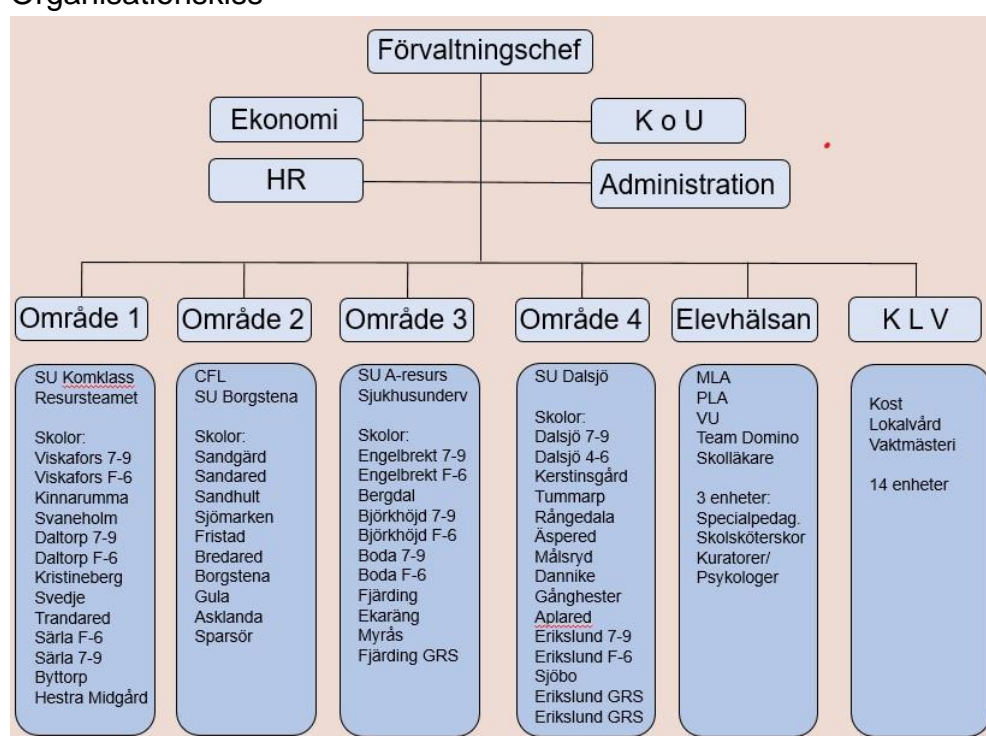 Organisationskiss
Förvaltningschef
Ekonomi
K o U
HR
Administration
Område 1
Område 2
Område 3
Område 4
Elevhälsan
K L V
SU Komklass
Resursteamet
Skolor:
Viskafors 7-9
Viskafors F-6
Kinnarumma
Svaneholm
Daltorp 7-9
Daltorp F-6
Kristineberg
Svedje
Trandared
Särla F-6
Särla 7-9
Byttorp
Hestra Midgård
CFL
SU Borgstena
Skolor:
Sandgärd
Sandared
Sandhult
Sjömarken
Fristad
Bredared
Borgstena
Gula
Asklanda
Sparsör
SU A-resurs
Sjukhusunderv
Skolor:
Engelbrekt 7-9
Engelbrekt F-6
Bergdal
Björkhöjd 7-9
Björkhöjd F-6
Boda 7-9
Boda F-6
Fjärding
Ekaräng
Myrås
Fjärding GRS
SU Dalsjö
Skolor:
Dalsjö 7-9
Dalsjö 4-6
Kerstinsgård
Tummarp
Rångedala
Äspered
Målsryd
Dannike
Gånghester
Aplared
Erikslund 7-9
Erikslund F-6
Sjöbo
Erikslund GRS
Erikslund GRS
MLA
PLA
VU
Team Domino
Skolläkare
3 enheter:
Specialpedag.
Skolsköterskor
Kuratorer/
Psykologer
Kost
Lokalvård
Vaktmästeri
14 enheter